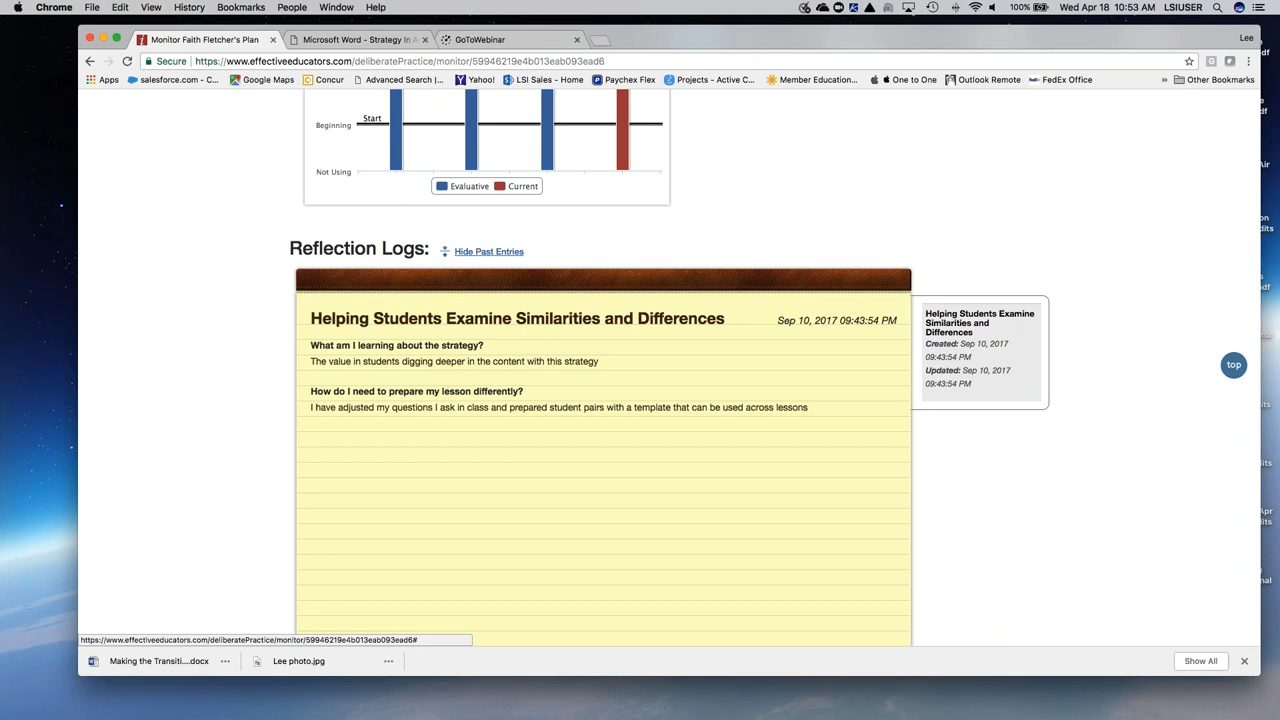 Chrome File Edit View History Bookmarks People Window Help 100% Wed Apr 18 10:53 AM LSIUSER
Monitor Faith Fletcher's Plan Microsoft Word - Strategy In A GoToWebinar Lee
Secure https://www.effectiveeducators.com/deliberatePractice/monitor/59946219e4b013eab093ead6
Apps salesforce.com - C... Google Maps Concur Advanced Search |... Yahoo! LSI Sales - Home Paychex Flex Projects - Active C... Member Education... One to One Outlook Remote FedEx Office » Other Bookmarks
Start
Beginning
Not Using
Evaluative Current
Reflection Logs: Hide Past Entries
Helping Students Examine Similarities and Differences Sep 10, 2017 09:43:54 PM
What am I learning about the strategy?
The value in students digging deeper in the content with this strategy
How do I need to prepare my lesson differently?
I have adjusted my questions I ask in class and prepared student pairs with a template that can be used across lessons
Helping Students Examine
Similarities and
Differences
Created: Sep 10, 2017
09:43:54 PM
Updated: Sep 10, 2017
09:43:54 PM
top
https://www.effectiveeducators.com/deliberatePractice/monitor/59946219e4b013eab093ead6#
Making the Transiti....docx Lee photo.jpg Show All